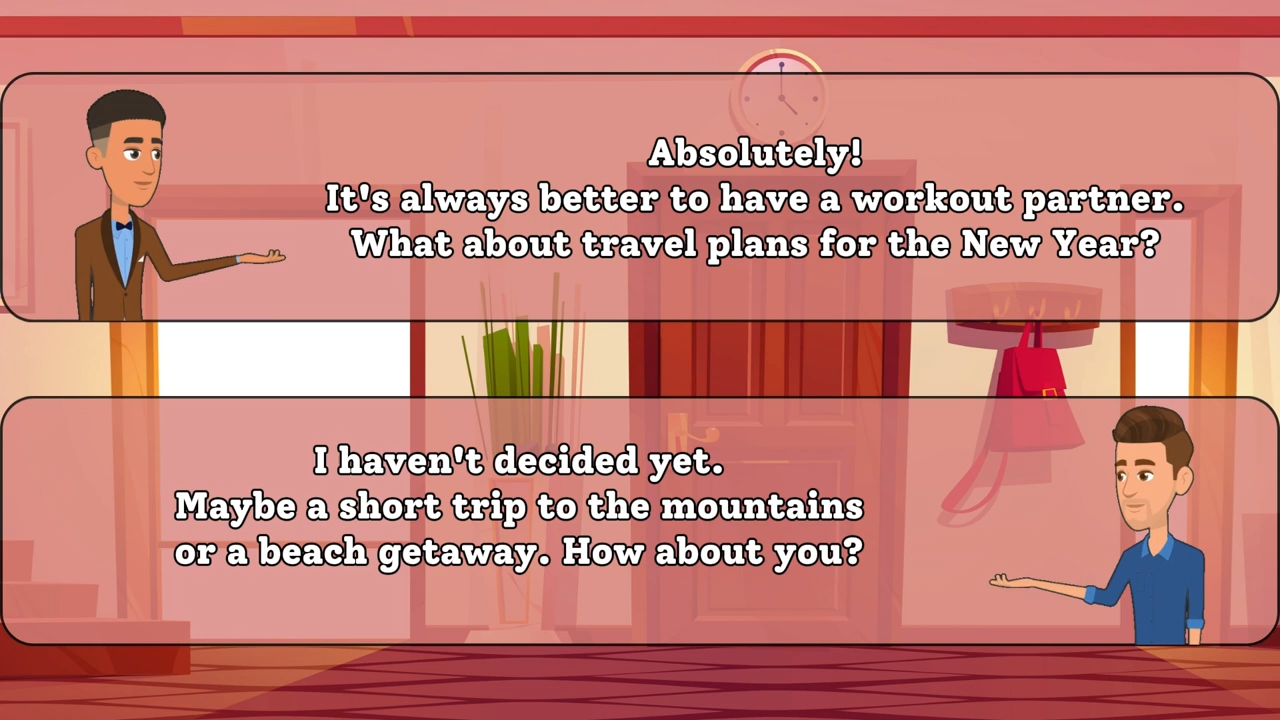 Absolutely!
It's always better to have a workout partner.
What about travel plans for the New Year?
I haven't decided yet.
Maybe a short trip to the mountains
or a beach getaway. How about you?